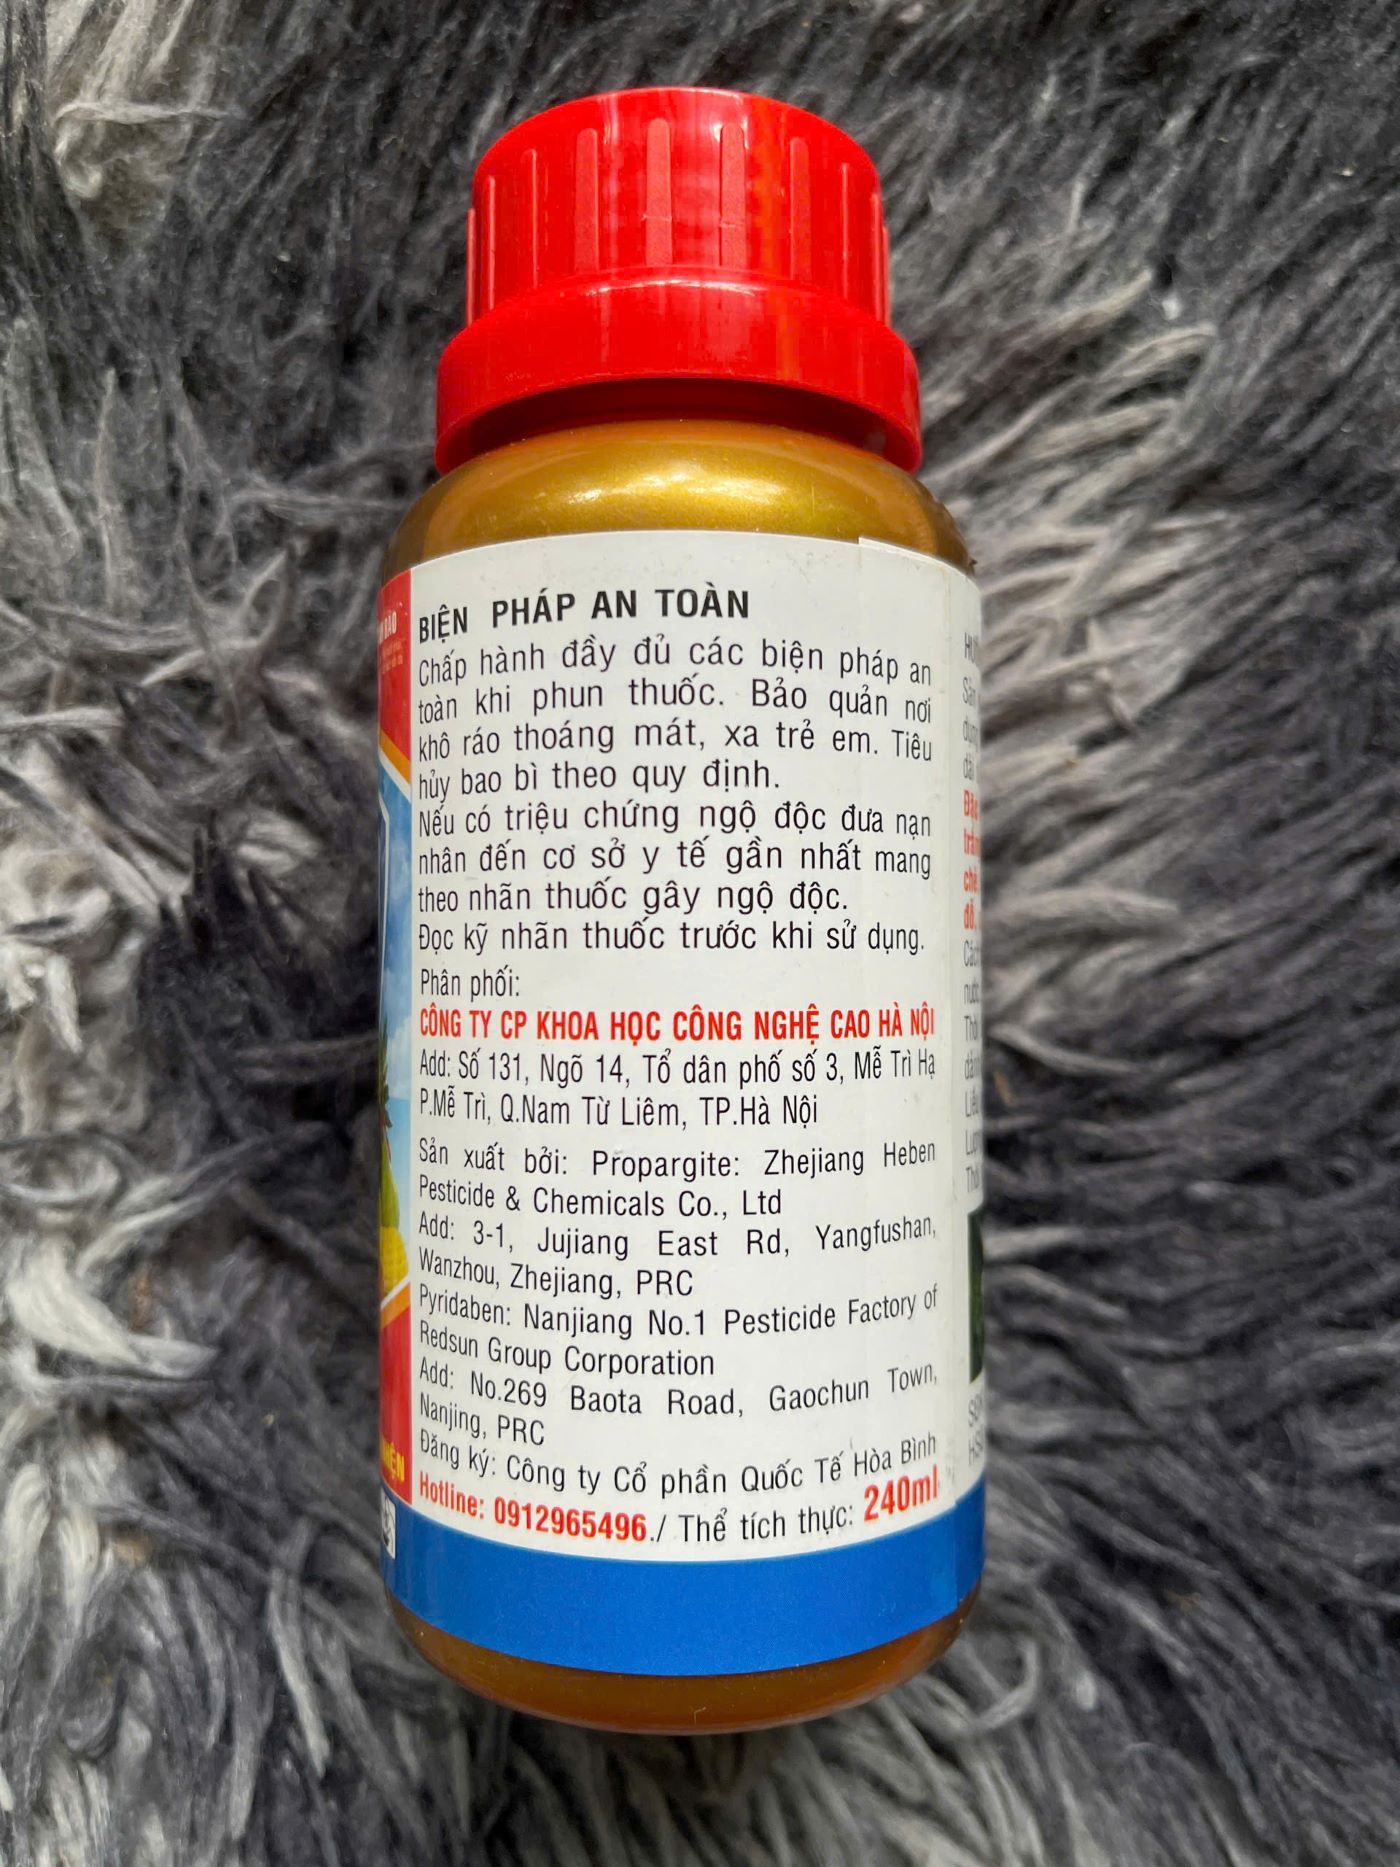 BIỆN PHÁP AN TOÀN
Chấp hành đầy đủ các biện pháp an
toàn khi phun thuốc. Bảo quản nơi
khô ráo thoáng mát, xa trẻ em. Tiêu
hủy bao bì theo quy định.
Nếu có triệu chứng ngộ độc đưa nạn
nhân đến cơ sở y tế gần nhất mang
theo nhãn thuốc gây ngộ độc.
Đọc kỹ nhãn thuốc trước khi sử dụng.
Phân phối:
CÔNG TY CP KHOA HỌC CÔNG NGHỆ CAO HÀ NỘI
Add: Số 131, Ngõ 14, Tổ dân phố số 3, Mễ Trì Hạ
P.Mễ Trì, Q.Nam Từ Liêm, TP.Hà Nội
Sản xuất bởi: Propargite: Zhejiang Heben
Pesticide & Chemicals Co., Ltd
Add: 3-1, Jujiang East Rd, Yangfushan,
Wanzhou, Zhejiang, PRC
Pyridaben: Nanjiang No.1 Pesticide Factory of
Redsun Group Corporation
Add: No.269 Baota Road, Gaochun Town,
Nanjing, PRC
Đăng ký: Công ty Cổ phần Quốc Tế Hòa Bình
Hotline: 0912965496./ Thể tích thực: 240ml